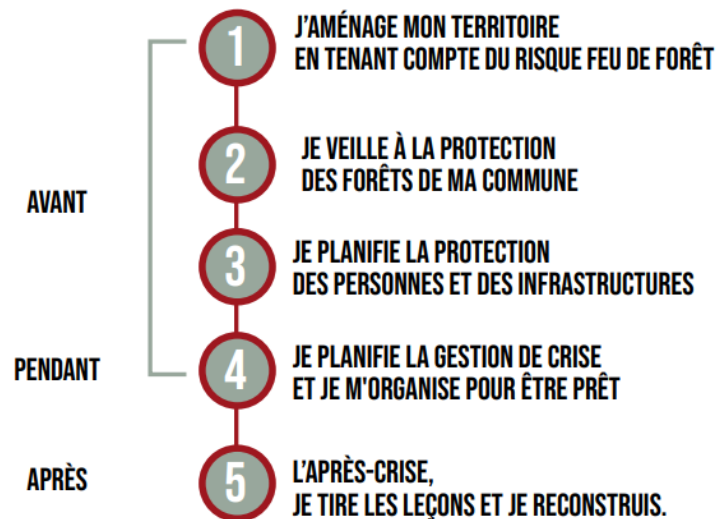 1
J'AMÉNAGE MON TERRITOIRE
EN TENANT COMPTE DU RISQUE FEU DE FORÊT
2
JE VEILLE À LA PROTECTION
DES FORÊTS DE MA COMMUNE
AVANT
3
JE PLANIFIE LA PROTECTION
DES PERSONNES ET DES INFRASTRUCTURES
PENDANT
4
JE PLANIFIE LA GESTION DE CRISE
ET JE M'ORGANISE POUR ÊTRE PRÊT
APRÈS
5
L'APRÈS-CRISE,
JE TIRE LES LEÇONS ET JE RECONSTRUIS.